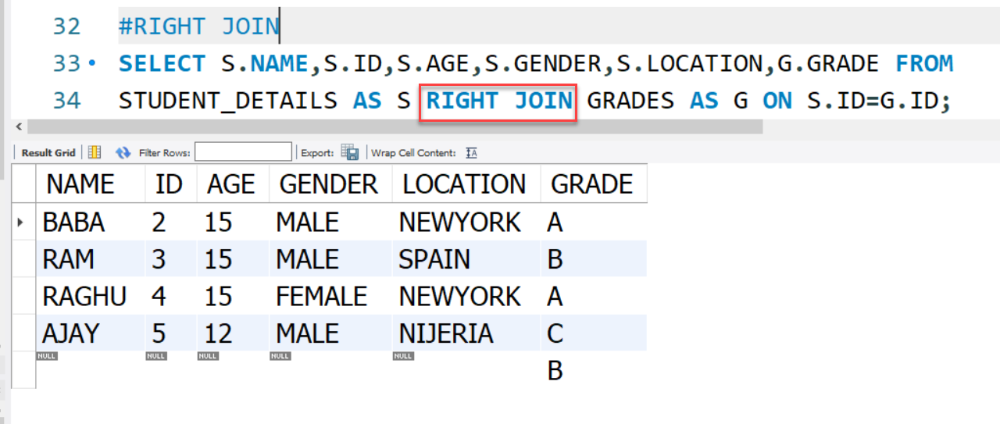 32 #RIGHT JOIN
33 SELECT S.NAME,S.ID,S.AGE,S.GENDER,S.LOCATION,G.GRADE FROM
34 STUDENT_DETAILS AS S RIGHT JOIN GRADES AS G ON S.ID=G.ID;
Result Grid Filter Rows: Export: Wrap Cell Content: IA
NAME ID AGE GENDER LOCATION GRADE
BABA 2 15 MALE NEWYORK A
RAM 3 15 MALE SPAIN B
RAGHU 4 15 FEMALE NEWYORK A
AJAY 5 12 MALE NIJERIA C
NULL NULL NULL NULL NULL B